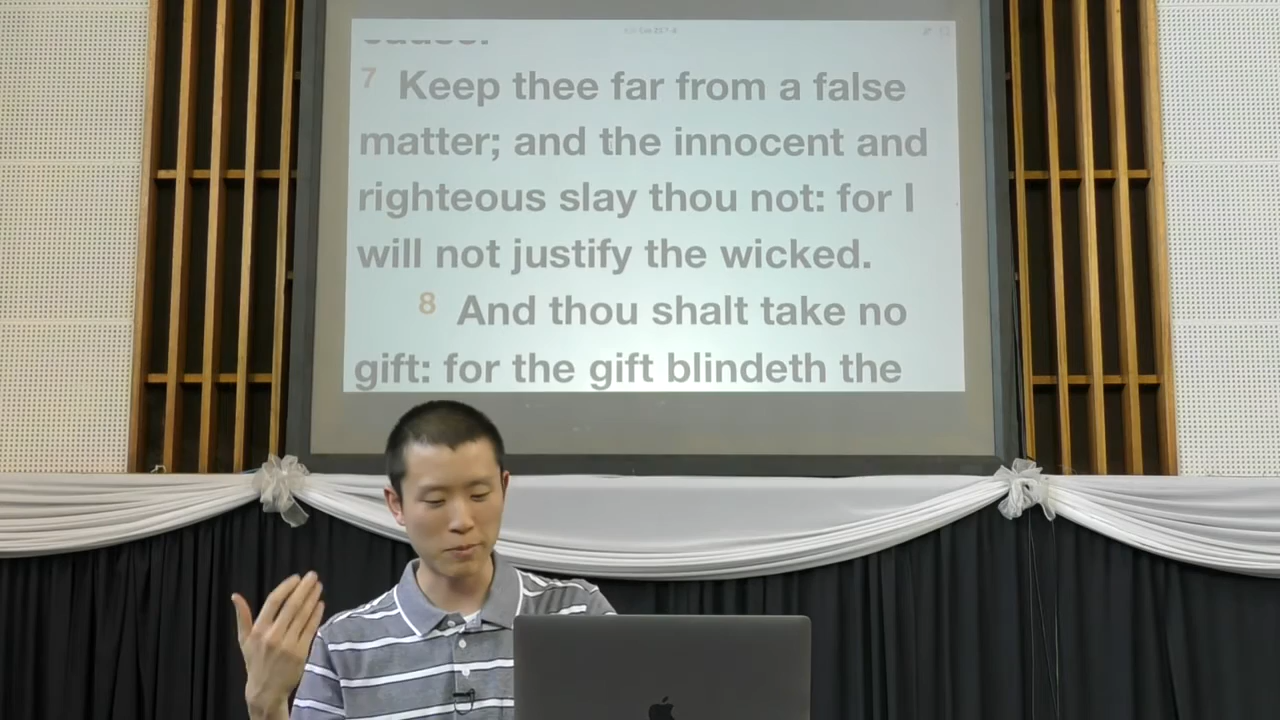 7 Keep thee far from a false
matter; and the innocent and
righteous slay thou not: for I
will not justify the wicked.
8 And thou shalt take no
gift: for the gift blindeth the